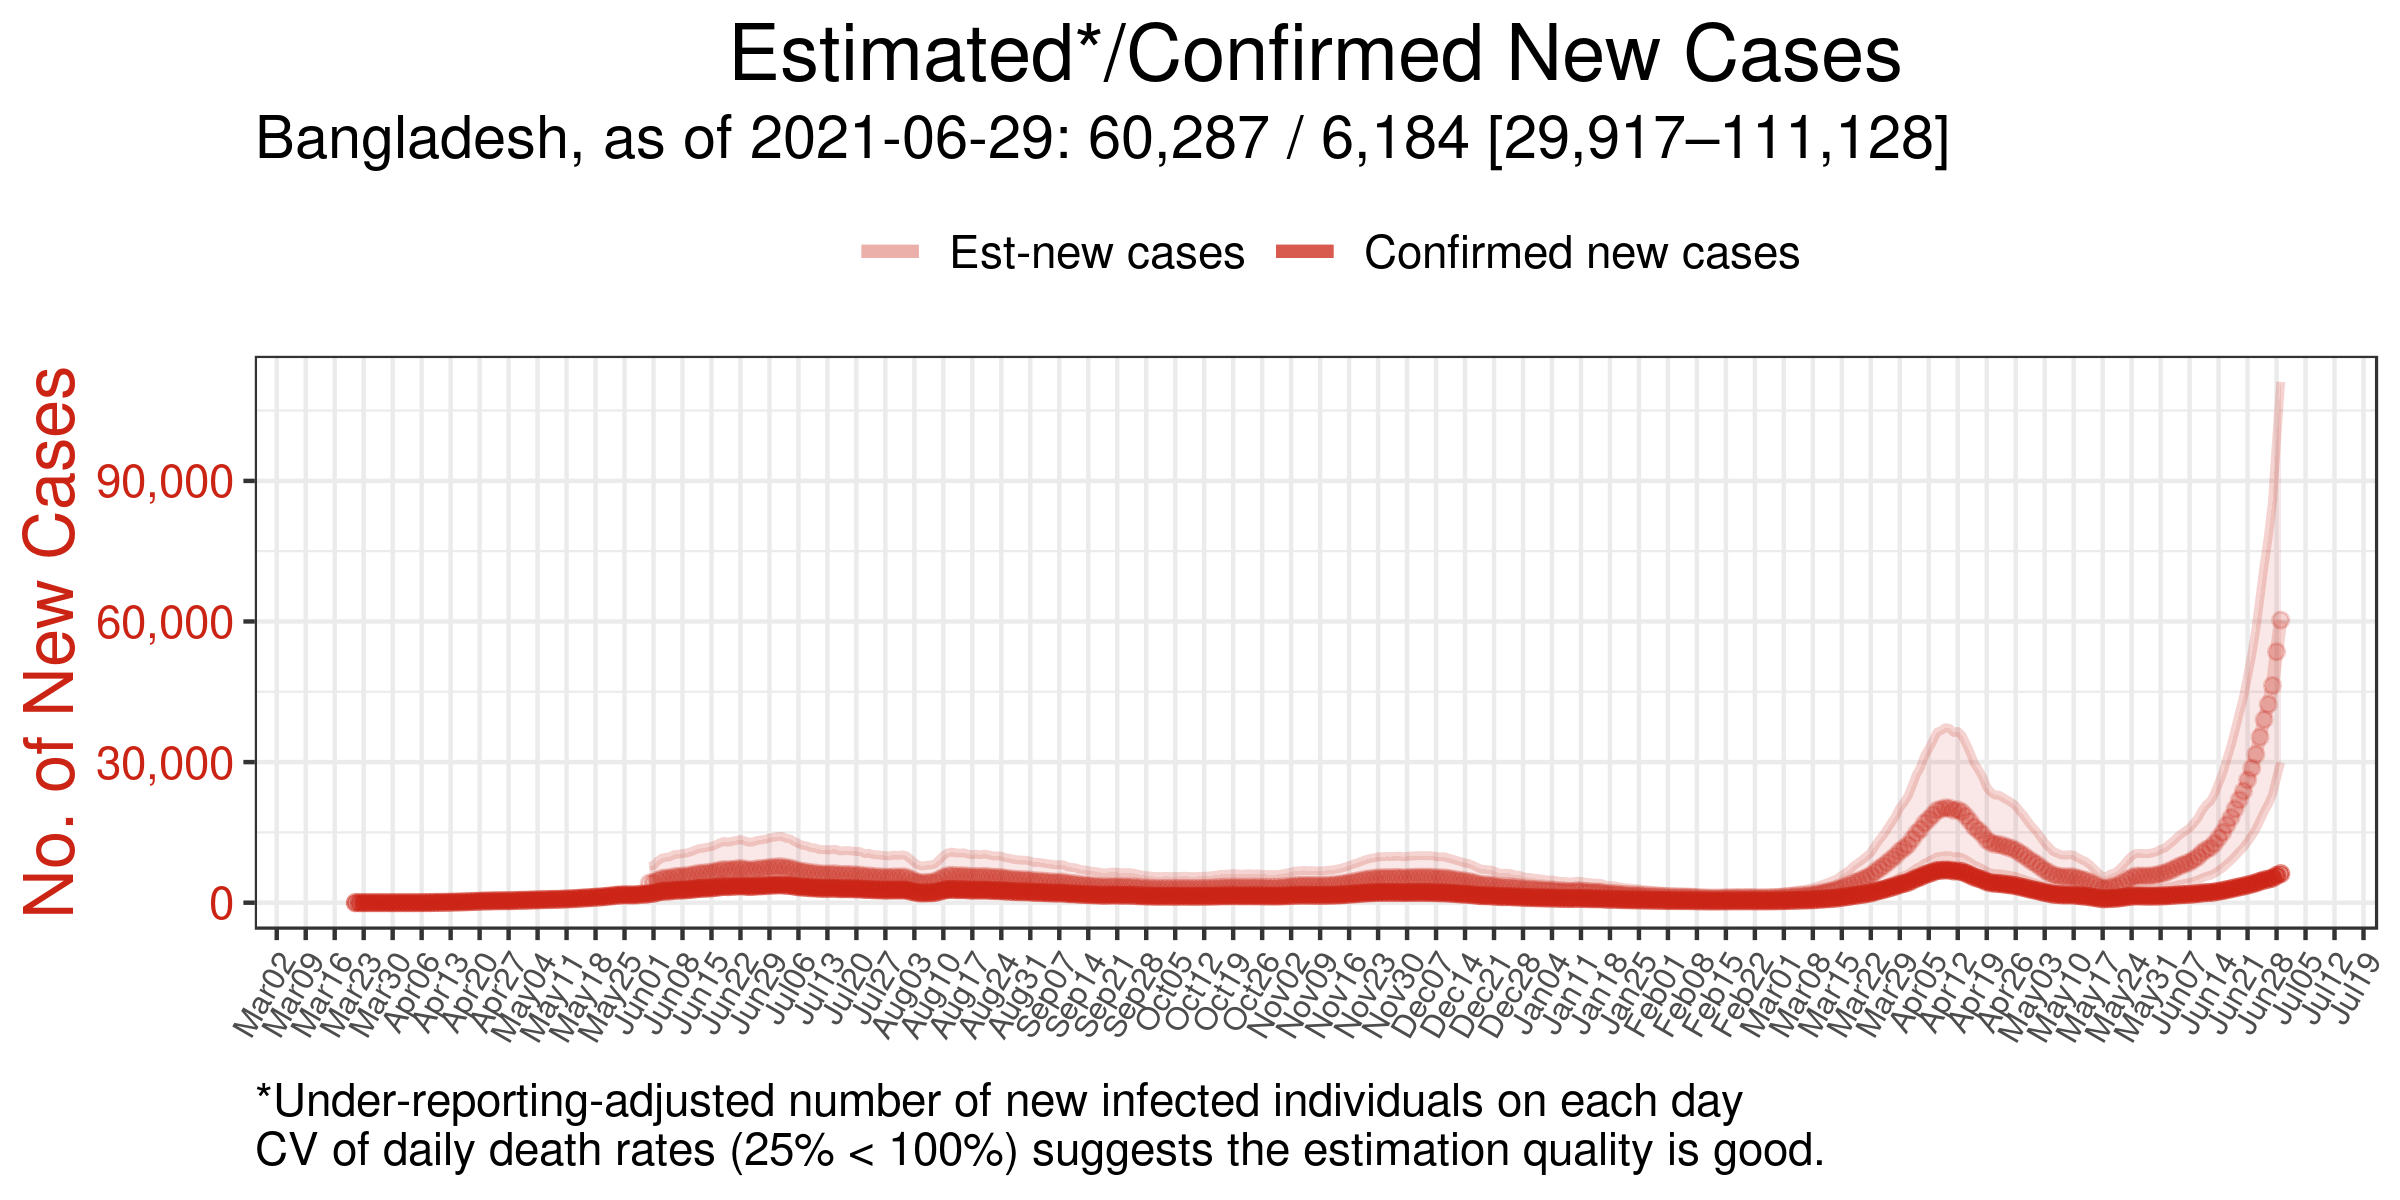 Estimated*/Confirmed New Cases
Bangladesh, as of 2021-06-29: 60,287 / 6,184 [29,917–111,128]
Est-new cases Confirmed new cases
No. of New Cases
90,000
60,000
30,000
0
Mar02 Mar09 Mar16 Mar23 Mar30 Apr06 Apr13 Apr20 Apr27 May04 May11 May18 May25 Jun01 Jun08 Jun15 Jun22 Jun29 Jul06 Jul13 Jul20 Jul27 Aug03 Aug10 Aug17 Aug24 Aug31 Sep07 Sep14 Sep21 Sep28 Oct05 Oct12 Oct19 Oct26 Nov02 Nov09 Nov16 Nov23 Nov30 Dec07 Dec14 Dec21 Dec28 Jan04 Jan11 Jan18 Jan25 Feb01 Feb08 Feb15 Feb22 Mar01 Mar08 Mar15 Mar22 Mar29 Apr05 Apr12 Apr19 Apr26 May03 May10 May17 May24 May31 Jun07 Jun14 Jun21 Jun28 Jul05 Jul12 Jul19
*Under-reporting-adjusted number of new infected individuals on each day
CV of daily death rates (25% < 100%) suggests the estimation quality is good.